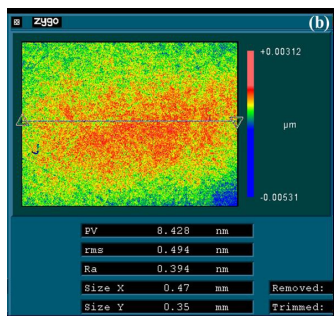 zygo (b)
+0.00312
µm
-0.00531
PV 8.428 nm
rms 0.494 nm
Ra 0.394 nm
Size X 0.47 mm Removed:
Size Y 0.35 mm Trimmed: